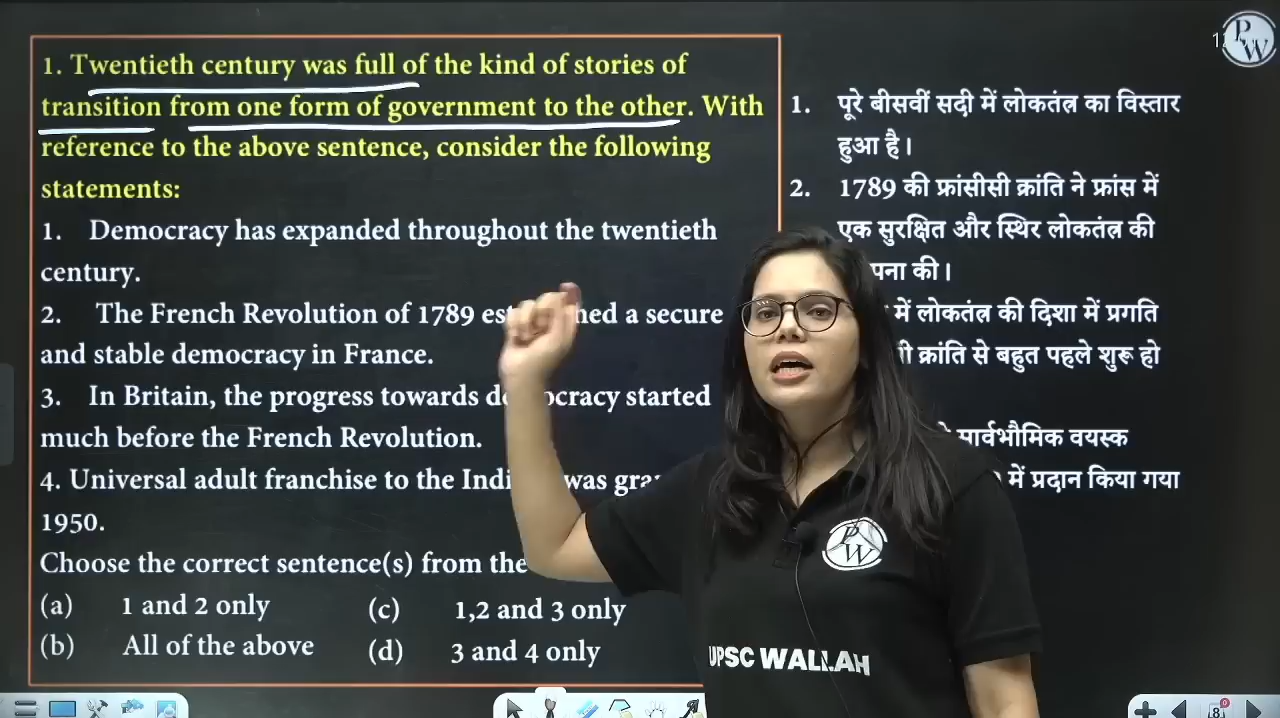 1. Twentieth century was full of the kind of stories of
transition from one form of government to the other. With
reference to the above sentence, consider the following
statements:
1. Democracy has expanded throughout the twentieth
century.
2. The French Revolution of 1789 est hed a secure
and stable democracy in France.
3. In Britain, the progress towards d ocracy started
much before the French Revolution.
4. Universal adult franchise to the Indi was gra
1950.
Choose the correct sentence(s) from the
(a) 1 and 2 only (c) 1,2 and 3 only
(b) All of the above (d) 3 and 4 only
1. पूरे बीसवीं सदी में लोकतंत्र का विस्तार
हुआ है।
2. 1789 की फ्रांसीसी क्रांति ने फ्रांस में
एक सुरक्षित और स्थिर लोकतंत्र की
पना की।
में लोकतंत्र की दिशा में प्रगति
क्रांति से बहुत पहले शुरू हो
सार्वभौमिक वयस्क
में प्रदान किया गया
PW
PW
UPSC WALLAH
8